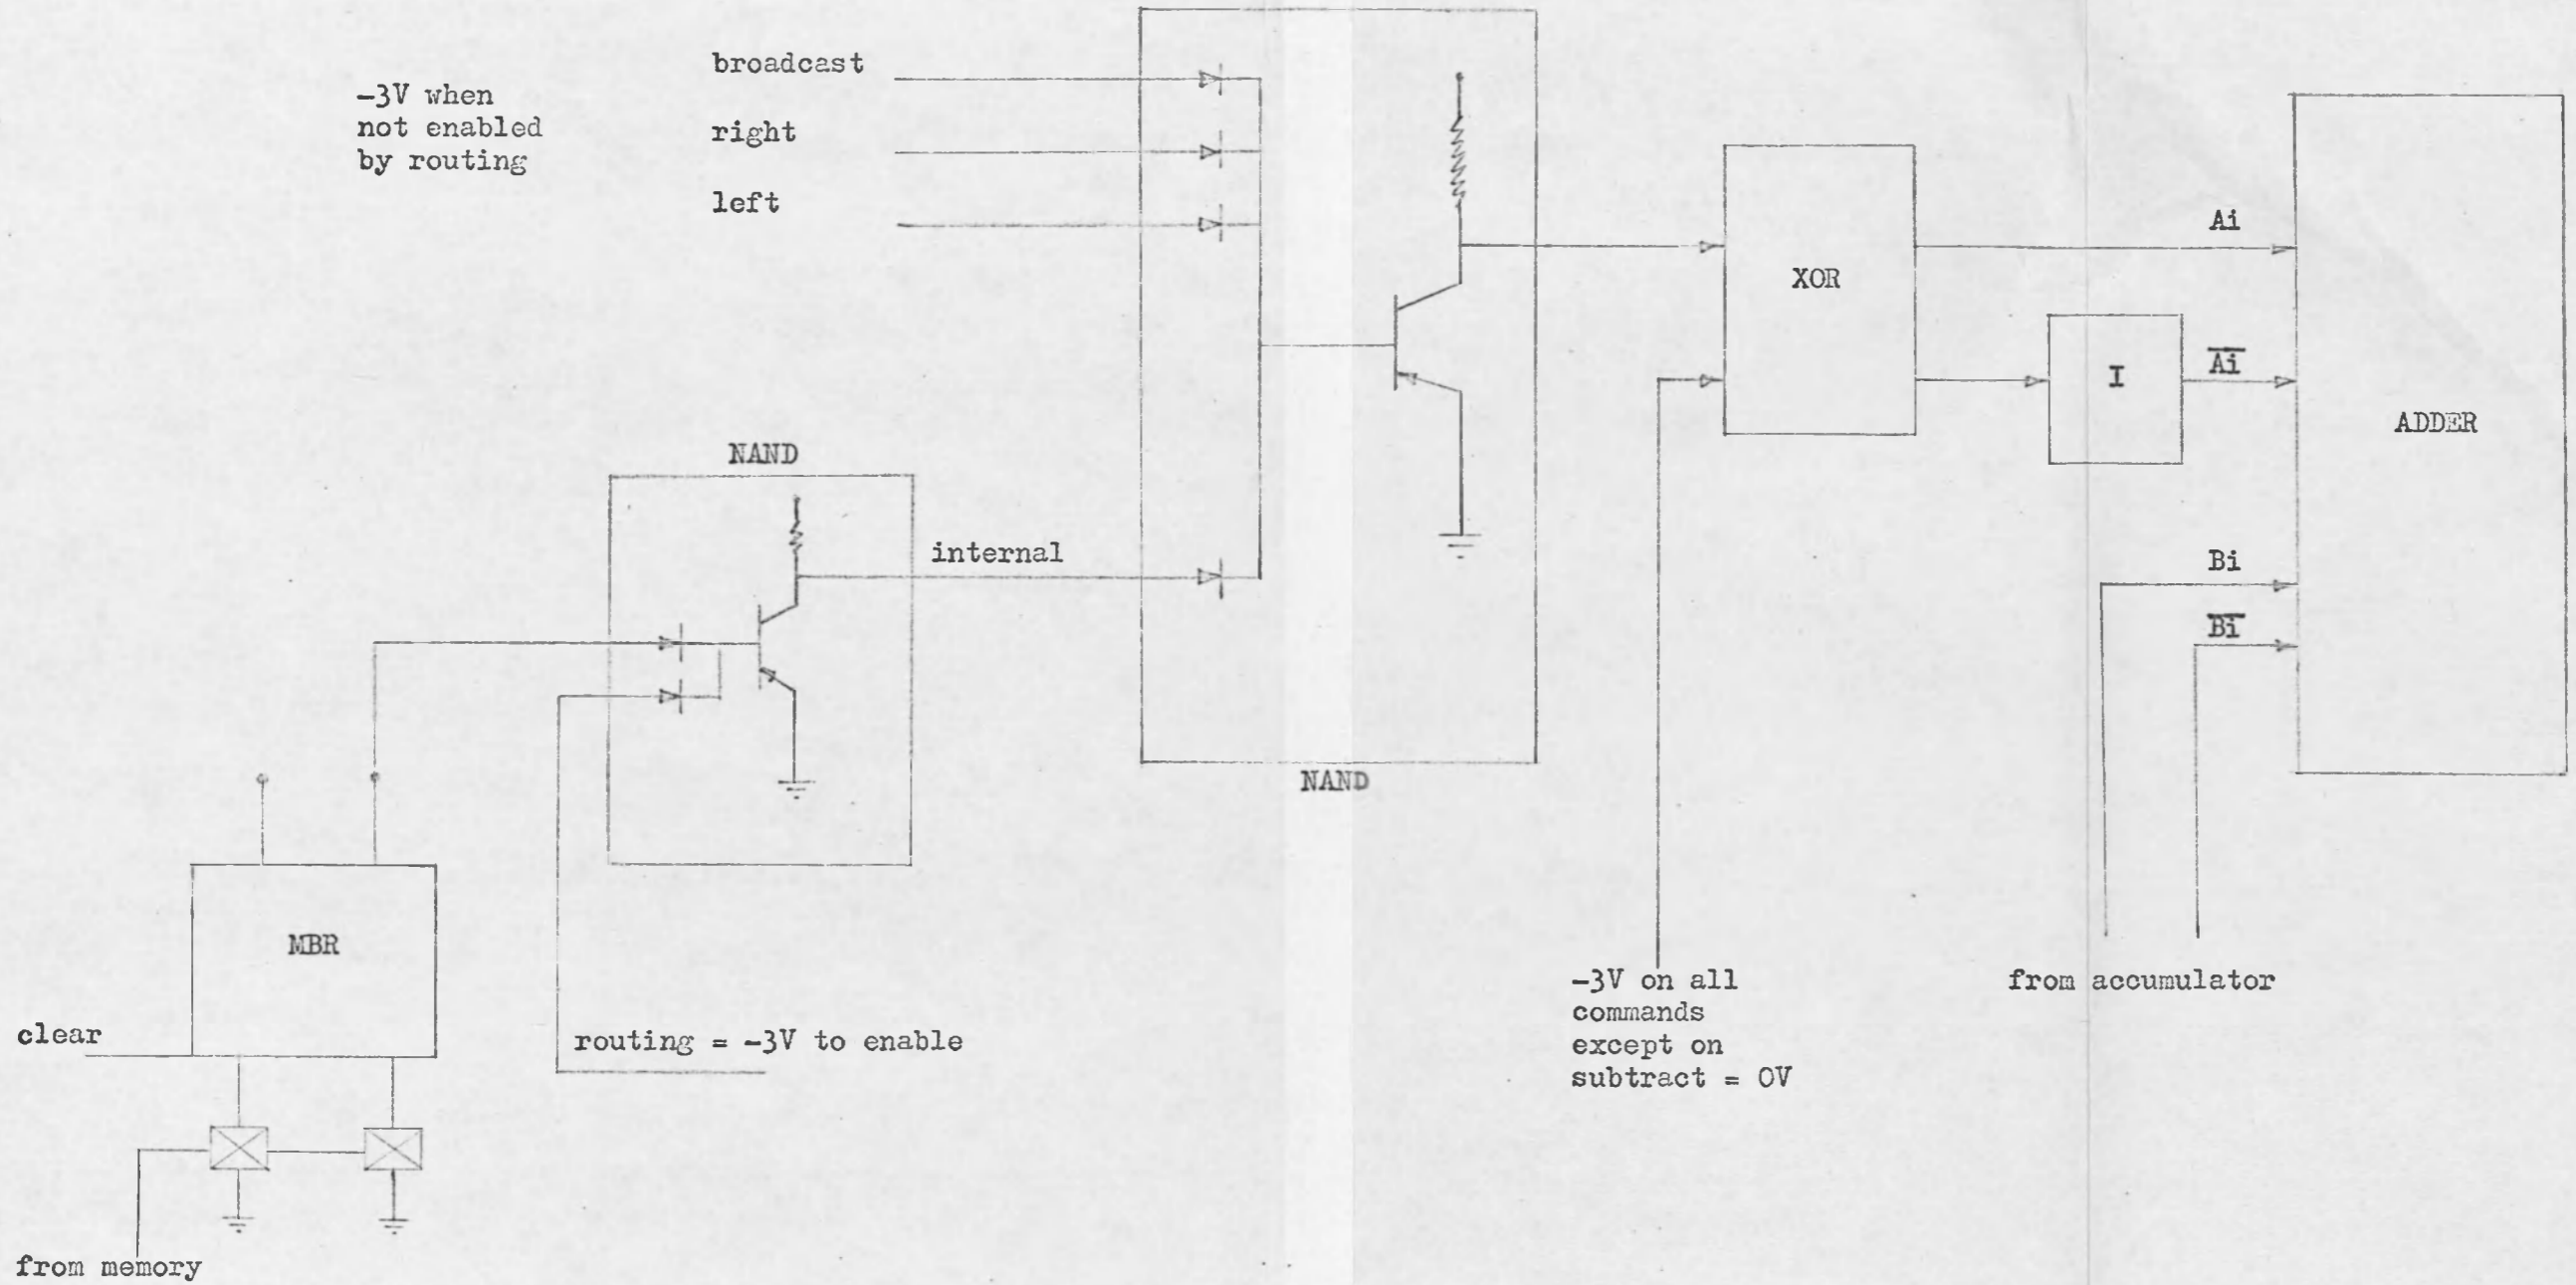 broadcast
-3V when
not enabled
by routing
right
left
NAND
internal
NAND
XOR
Ai
I
Ai
ADDER
Bi
Bi
MBR
clear
routing = -3V to enable
-3V on all
commands
except on
subtract = 0V
from accumulator
from memory